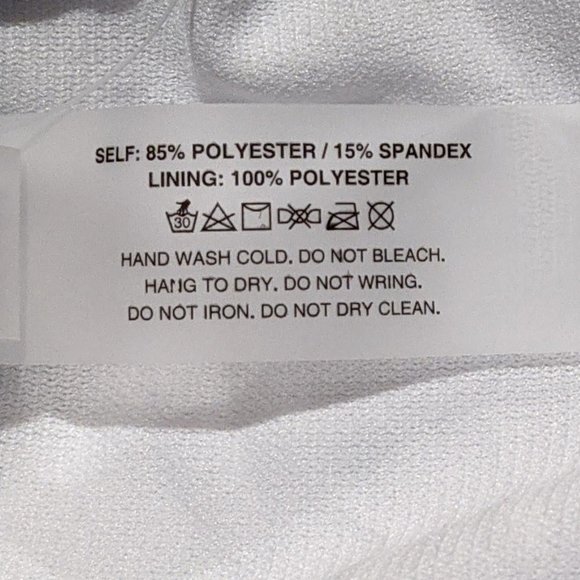 SELF: 85% POLYESTER / 15% SPANDEX
LINING: 100% POLYESTER
30
HAND WASH COLD. DO NOT BLEACH.
HANG TO DRY. DO NOT WRING.
DO NOT IRON. DO NOT DRY CLEAN.